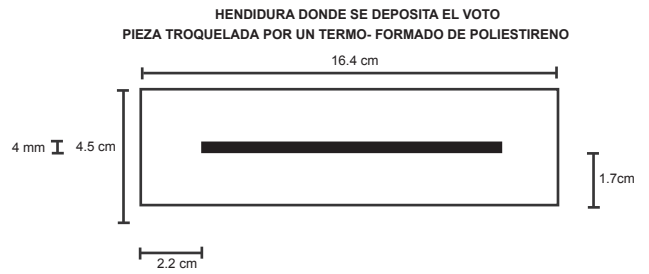 HENDIDURA DONDE SE DEPOSITA EL VOTO
PIEZA TROQUELADA POR UN TERMO- FORMADO DE POLIESTIRENO
16.4 cm
4 mm
4.5 cm
1.7cm
2.2 cm